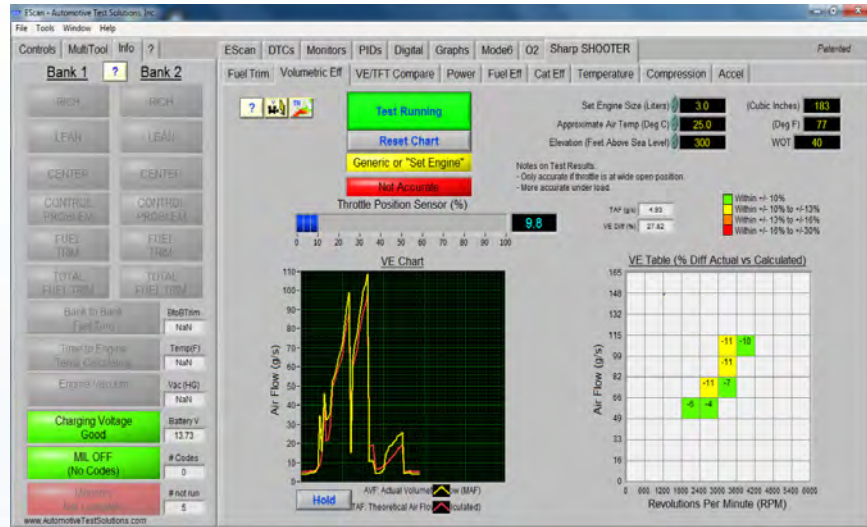 EScan - Automotive Test Solutions, Inc.
File Tools Window Help
Controls MultiTool Info ?
EScan DTCs Monitors PIDs Digital Graphs Mode6 O2 Sharp SHOOTER
Patented
Bank 1 ? Bank 2
RICH RICH
LEAN LEAN
CENTER CENTER
CONTROL PROBLEM CONTROL PROBLEM
FUEL TRIM FUEL TRIM
TOTAL FUEL TRIM TOTAL FUEL TRIM
Bank to Bank
Fuel Trim
BtoBTrim
NaN
Time to Engine
Temp(F)
NaN
Engine Vacuum
Vac (HG)
NaN
Charging Voltage
Good
Battery V
13.73
MIL OFF
(No Codes)
# Codes
0
# not run
5
www.AutomotiveTestSolutions.com
Fuel Trim Volumetric Eff VE/TFT Compare Power Fuel Eff Cat Eff Temperature Compression Accel
?
Test Running
Reset Chart
Generic or "Set Engine"
Not Accurate
Set Engine Size (Liters) 3.0 (Cubic Inches) 183
Approximate Air Temp (Deg C) 25.0 (Deg F) 77
Elevation (Feet Above Sea Level) 300 WOT 40
Notes on Test Results.
- Only accurate if throttle is at wide open position.
- More accurate under load.
Throttle Position Sensor (%)
9.8
0 10 20 30 40 50 60 70 80 90 100
TAF (g/s) 4.93
VE Diff (%) 27.82
Within +/- 10%
Within +/- 10% to +/-13%
Within +/- 13% to +/-16%
Within +/- 16% to +/-30%
VE Chart
Air Flow (g/s)
110
100
90
80
70
60
50
40
30
20
10
0
Hold
AVF: Actual Volumet ow (MAF)
TAF: Theoretical Air Flo culated)
VE Table (% Diff Actual vs Calculated)
Air Flow (g/s)
165
148
132
115
99
82
66
49
33
16
0
-11 -10
-11
-11 -7
-4
0 600 1200 1800 2400 3000 3600 4200 4800 5400 6000
Revolutions Per Minute (RPM)